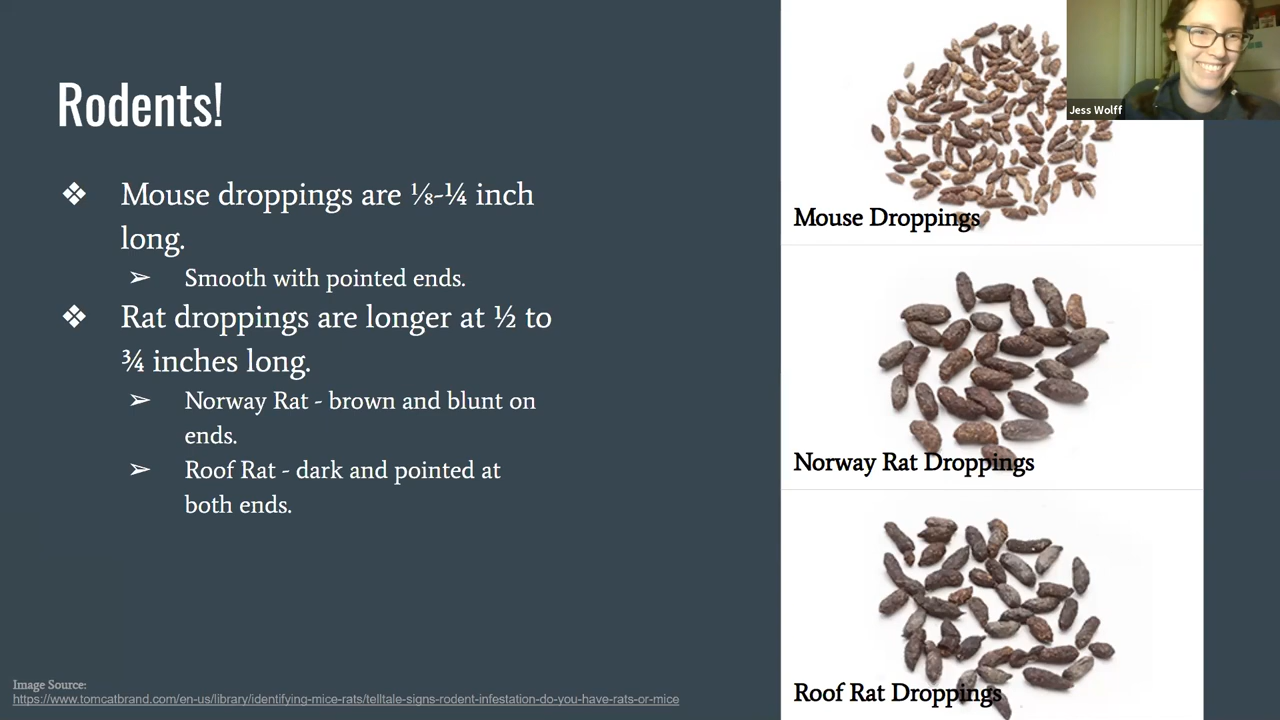 Rodents!
❖ Mouse droppings are ⅛-¼ inch
long.
➢ Smooth with pointed ends.
❖ Rat droppings are longer at ½ to
¾ inches long.
➢ Norway Rat - brown and blunt on
ends.
➢ Roof Rat - dark and pointed at
both ends.
Image Source:
https://www.tomcatbrand.com/en-us/library/identifying-mice-rats/telltale-signs-rodent-infestation-do-you-have-rats-or-mice
Jess Wolff
Mouse Droppings
Norway Rat Droppings
Roof Rat Droppings